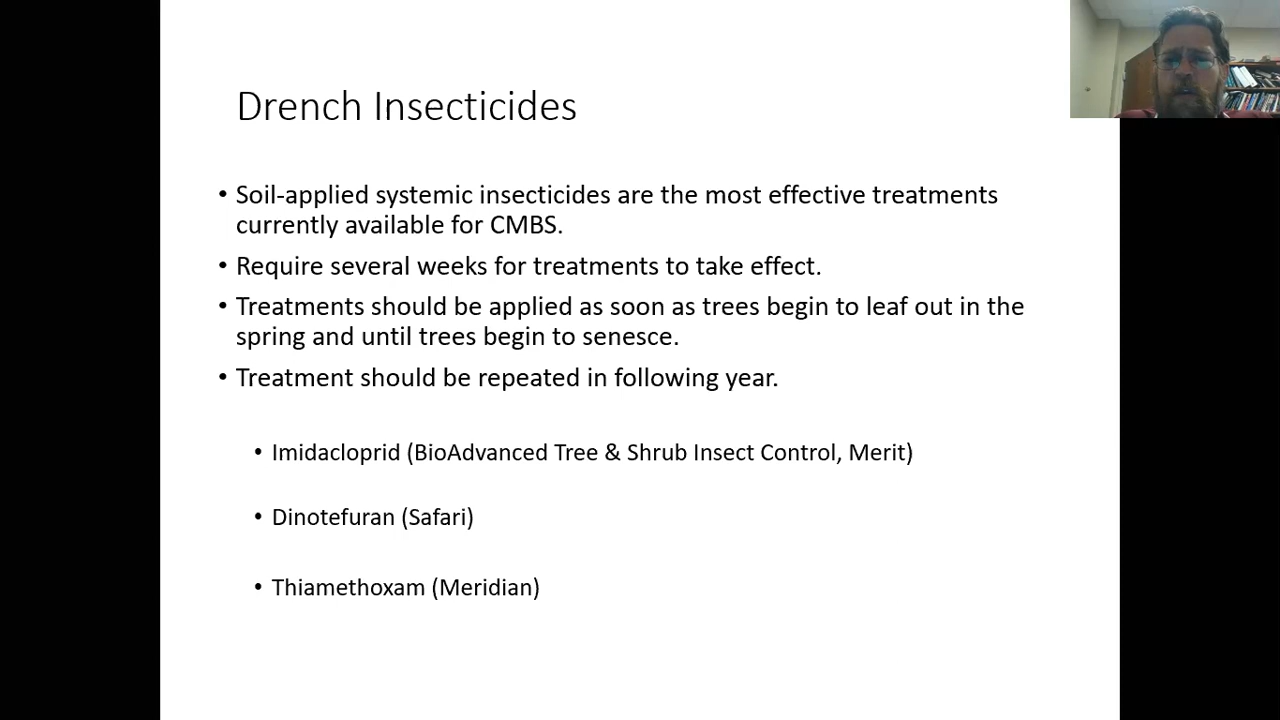 Drench Insecticides
• Soil-applied systemic insecticides are the most effective treatments
currently available for CMBS.
• Require several weeks for treatments to take effect.
• Treatments should be applied as soon as trees begin to leaf out in the
spring and until trees begin to senesce.
• Treatment should be repeated in following year.
• Imidacloprid (BioAdvanced Tree & Shrub Insect Control, Merit)
• Dinotefuran (Safari)
• Thiamethoxam (Meridian)